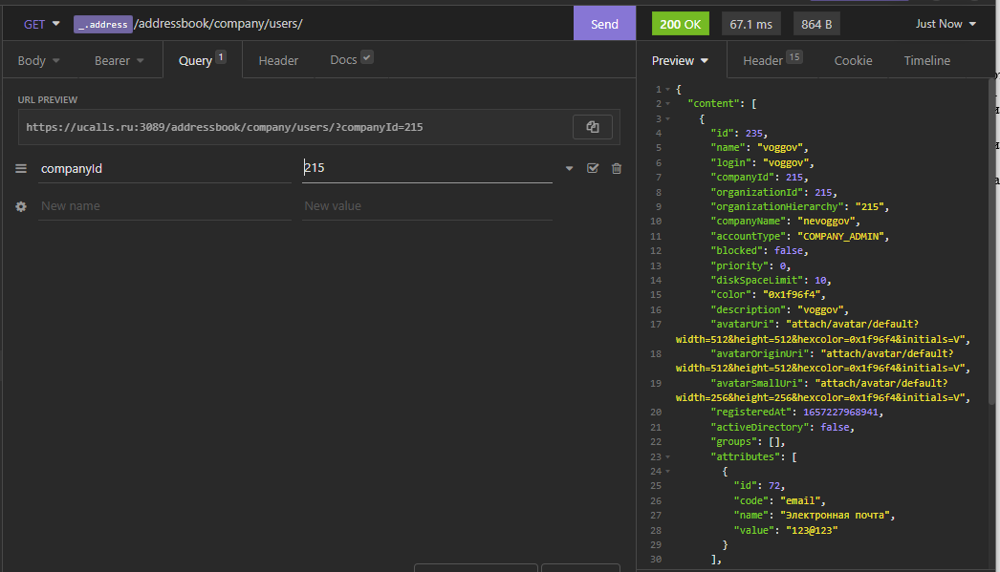 GET _.address /addressbook/company/users/ Send
200 OK 67.1 ms 864 B Just Now
Body Bearer Query 1 Header Docs
Preview Header 15 Cookie Timeline
URL PREVIEW
https://ucalls.ru:3089/addressbook/company/users/?companyId=215
companyId 215
New name New value
1 {
2 "content": [
3 {
4 "id": 235,
5 "name": "voggov",
6 "login": "voggov",
7 "companyId": 215,
8 "organizationId": 215,
9 "organizationHierarchy": "215",
10 "companyName": "nevoggov",
11 "accountType": "COMPANY_ADMIN",
12 "blocked": false,
13 "priority": 0,
14 "diskSpaceLimit": 10,
15 "color": "0x1f96f4",
16 "description": "voggov",
17 "avatarUri": "attach/avatar/default?
width=512&height=512&hexcolor=0x1f96f4&initials=V",
18 "avatarOriginUri": "attach/avatar/default?
width=512&height=512&hexcolor=0x1f96f4&initials=V",
19 "avatarSmallUri": "attach/avatar/default?
width=256&height=256&hexcolor=0x1f96f4&initials=V",
20 "registeredAt": 1657227968941,
21 "activeDirectory": false,
22 "groups": [],
23 "attributes": [
24 {
25 "id": 72,
26 "code": "email",
27 "name": "Электронная почта",
28 "value": "123@123"
29 }
30 ],